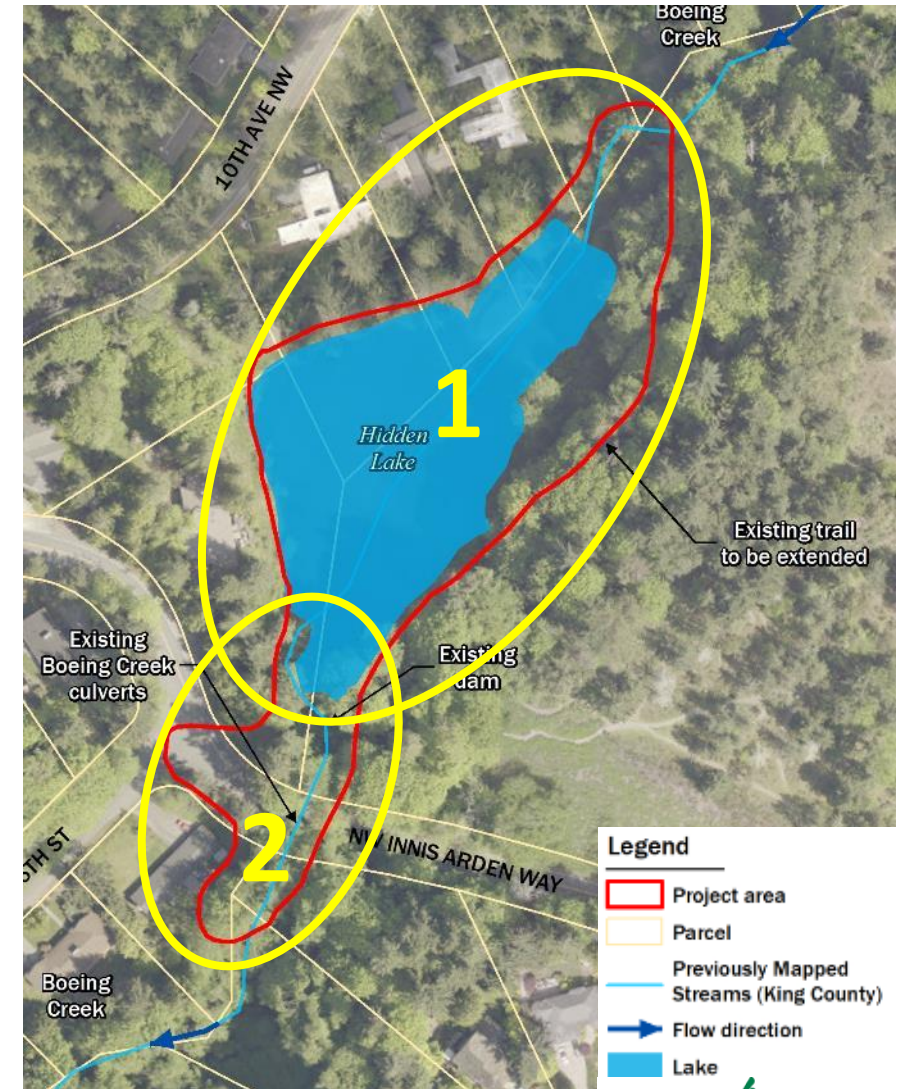 Boeing
Creek
10TH AVE NW
1
Hidden
Lake
Existing trail
to be extended
Existing
Boeing Creek
culverts
Existing
dam
2
NW INNIS ARDEN WAY
5TH ST
Boeing
Creek
Legend
Project area
Parcel
Previously Mapped
Streams (King County)
Flow direction
Lake